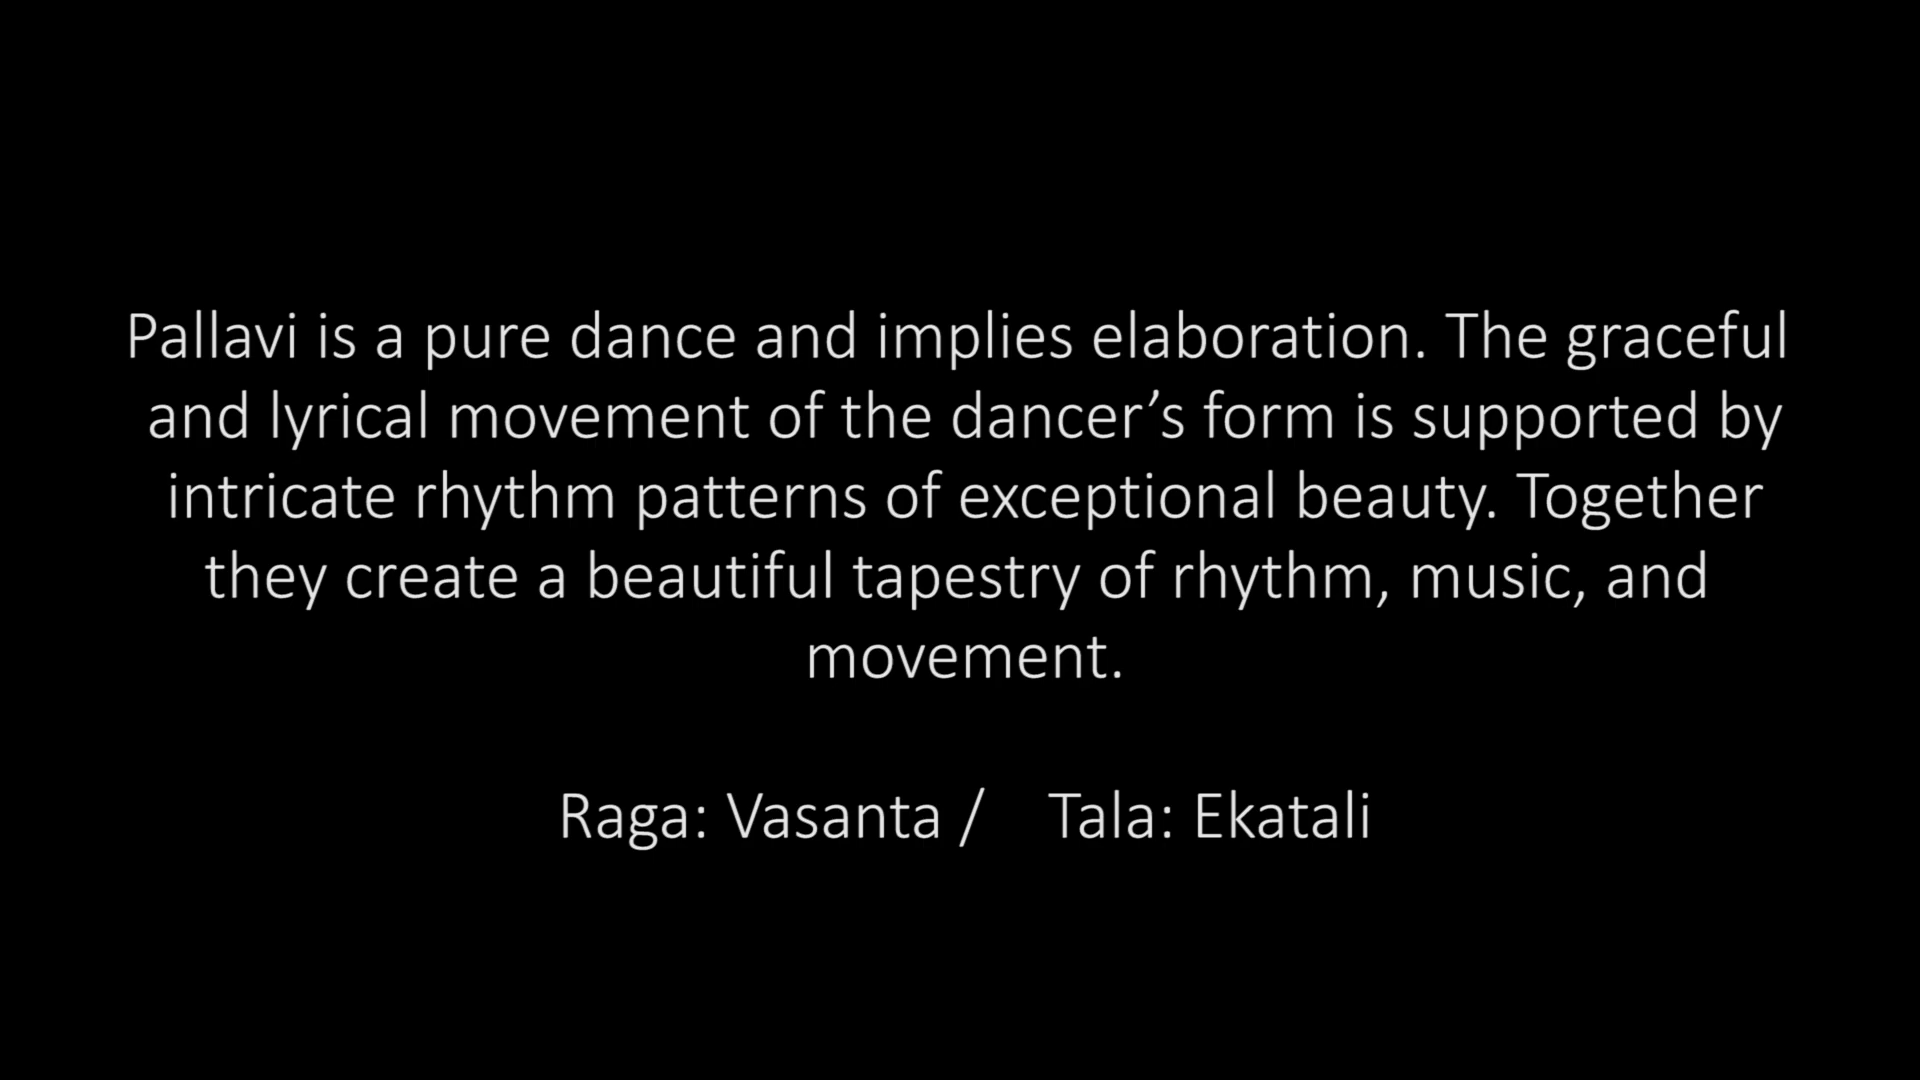 Pallavi is a pure dance and implies elaboration. The graceful
and lyrical movement of the dancer’s form is supported by
intricate rhythm patterns of exceptional beauty. Together
they create a beautiful tapestry of rhythm, music, and
movement.
Raga: Vasanta /    Tala: Ekatali